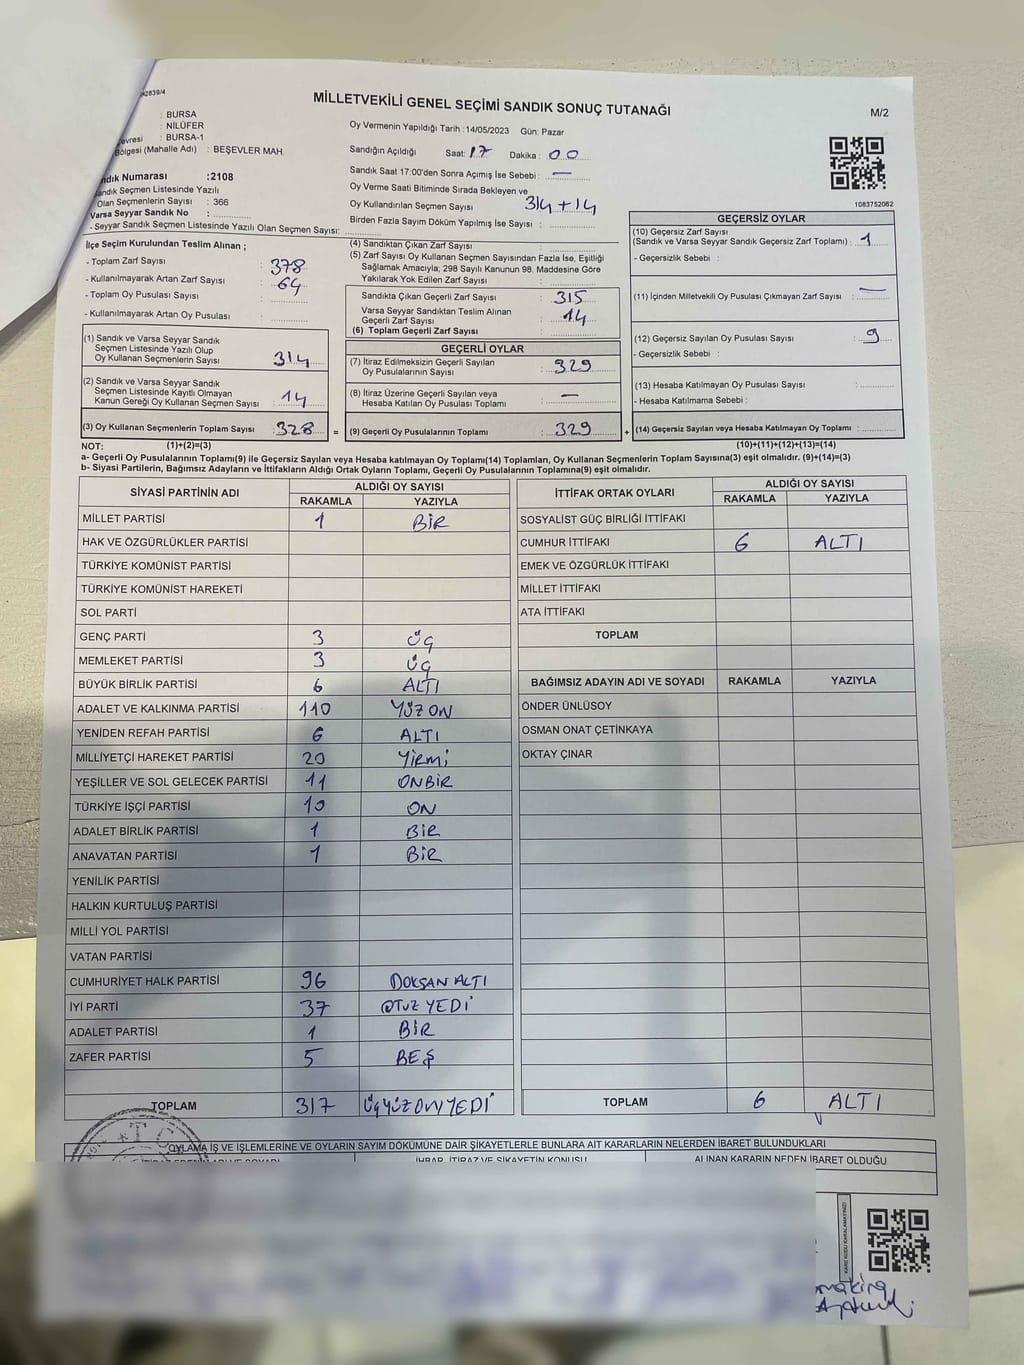 42839/4
MİLLETVEKİLİ GENEL SEÇİMİ SANDIK SONUÇ TUTANAĞI
M/2
: BURSA
: NİLÜFER
çevresi : BURSA-1
Bölgesi (Mahalle Adı) : BEŞEVLER MAH.
Oy Vermenin Yapıldığı Tarih :14/05/2023 Gün: Pazar
Sandığın Açıldığı Saat: 17 Dakika : 00
Sandık Saat 17:00'den Sonra Açımış İse Sebebi : —
Oy Verme Saati Bitiminde Sırada Bekleyen ve
Oy Kullandırılan Seçmen Sayısı 314+14
Birden Fazla Sayım Döküm Yapılmış İse Sayısı :
ndık Numarası :2108
Sandık Seçmen Listesinde Yazılı
Olan Seçmenlerin Sayısı : 366
Varsa Seyyar Sandık No :
- Seyyar Sandık Seçmen Listesinde Yazılı Olan Seçmen Sayısı:
1083752062
İlçe Seçim Kurulundan Teslim Alınan ;
- Toplam Zarf Sayısı : 378
- Kullanılmayarak Artan Zarf Sayısı : 64
- Toplam Oy Pusulası Sayısı :
- Kullanılmayarak Artan Oy Pusulası :
(4) Sandıktan Çıkan Zarf Sayısı :
(5) Zarf Sayısı Oy Kullanan Seçmen Sayısından Fazla İse, Eşitliği
Sağlamak Amacıyla; 298 Sayılı Kanunun 98. Maddesine Göre
Yakılarak Yok Edilen Zarf Sayısı :
Sandıkta Çıkan Geçerli Zarf Sayısı : 315
Varsa Seyyar Sandıktan Teslim Alınan
Geçerli Zarf Sayısı : 14
(6) Toplam Geçerli Zarf Sayısı :
GEÇERSİZ OYLAR
(10) Geçersiz Zarf Sayısı
(Sandık ve Varsa Seyyar Sandık Geçersiz Zarf Toplamı) : 1
- Geçersizlik Sebebi :
(11) İçinden Milletvekili Oy Pusulası Çıkmayan Zarf Sayısı : —
(12) Geçersiz Sayılan Oy Pusulası Sayısı : 9
- Geçersizlik Sebebi :
(13) Hesaba Katılmayan Oy Pusulası Sayısı :
- Hesaba Katılmama Sebebi :
(14) Geçersiz Sayılan veya Hesaba Katılmayan Oy Toplamı :
(1) Sandık ve Varsa Seyyar Sandık
Seçmen Listesinde Yazılı Olup
Oy Kullanan Seçmenlerin Sayısı : 314
(2) Sandık ve Varsa Seyyar Sandık
Seçmen Listesinde Kayıtlı Olmayan
Kanun Gereği Oy Kullanan Seçmen Sayısı : 14
(3) Oy Kullanan Seçmenlerin Toplam Sayısı : 328 =
GEÇERLİ OYLAR
(7) İtiraz Edilmeksizin Geçerli Sayılan
Oy Pusulalarının Sayısı : 329
(8) İtiraz Üzerine Geçerli Sayılan veya
Hesaba Katılan Oy Pusulası Toplamı : —
(9) Geçerli Oy Pusulalarının Toplamı : 329 +
NOT: (1)+(2)=(3) (10)+(11)+(12)+(13)=(14)
a- Geçerli Oy Pusulalarının Toplamı(9) ile Geçersiz Sayılan veya Hesaba katılmayan Oy Toplamı(14) Toplamları, Oy Kullanan Seçmenlerin Toplam Sayısına(3) eşit olmalıdır. (9)+(14)=(3)
b- Siyasi Partilerin, Bağımsız Adayların ve İttifakların Aldığı Ortak Oyların Toplamı, Geçerli Oy Pusulalarının Toplamına(9) eşit olmalıdır.
SİYASİ PARTİNİN ADI ALDIĞI OY SAYISI
RAKAMLA YAZIYLA
MİLLET PARTİSİ 1 BİR
HAK VE ÖZGÜRLÜKLER PARTİSİ
TÜRKİYE KOMÜNİST PARTİSİ
TÜRKİYE KOMÜNİST HAREKETİ
SOL PARTİ
GENÇ PARTİ 3 ÜÇ
MEMLEKET PARTİSİ 3 ÜÇ
BÜYÜK BİRLİK PARTİSİ 6 ALTI
ADALET VE KALKINMA PARTİSİ 110 YÜZ ON
YENİDEN REFAH PARTİSİ 6 ALTI
MİLLİYETÇİ HAREKET PARTİSİ 20 YİRMİ
YEŞİLLER VE SOL GELECEK PARTİSİ 11 ONBİR
TÜRKİYE İŞÇİ PARTİSİ 10 ON
ADALET BİRLİK PARTİSİ 1 BİR
ANAVATAN PARTİSİ 1 BİR
YENİLİK PARTİSİ
HALKIN KURTULUŞ PARTİSİ
MİLLİ YOL PARTİSİ
VATAN PARTİSİ
CUMHURİYET HALK PARTİSİ 96 DOKSAN ALTI
İYİ PARTİ 37 OTUZ YEDİ
ADALET PARTİSİ 1 BİR
ZAFER PARTİSİ 5 BEŞ
TOPLAM 317 ÜÇYÜZ ONYEDİ
İTTİFAK ORTAK OYLARI ALDIĞI OY SAYISI
RAKAMLA YAZIYLA
SOSYALİST GÜÇ BİRLİĞİ İTTİFAKI
CUMHUR İTTİFAKI 6 ALTI
EMEK VE ÖZGÜRLÜK İTTİFAKI
MİLLET İTTİFAKI
ATA İTTİFAKI
TOPLAM
BAĞIMSIZ ADAYIN ADI VE SOYADI RAKAMLA YAZIYLA
ÖNDER ÜNLÜSOY
OSMAN ONAT ÇETİNKAYA
OKTAY ÇINAR
TOPLAM 6 ALTI
T.C.
OYLAMA İŞ VE İŞLEMLERİNE VE OYLARIN SAYIM DÖKÜMÜNE DAİR ŞİKAYETLERLE BUNLARA AİT KARARLARIN NELERDEN İBARET BULUNDUKLARI
İHBAR, İTİRAZ VE ŞİKAYETİN KONUSU
ALINAN KARARIN NEDEN İBARET OLDUĞU
KARE KODU KARALAMAYINIZ!